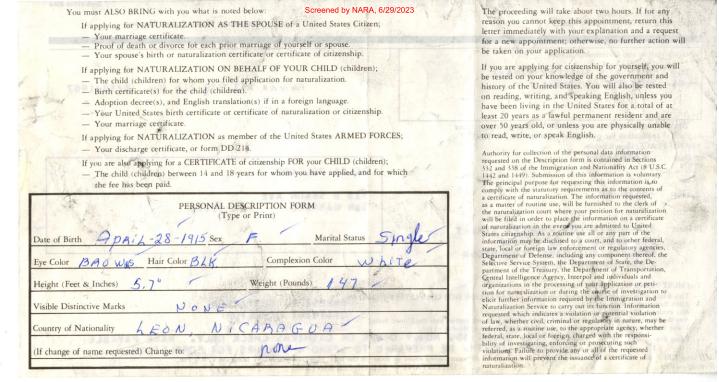 Screened by NARA, 6/29/2023
You must ALSO BRING with you what is noted below:
If applying for NATURALIZATION AS THE SPOUSE of a United States Citizen;
— Your marriage certificate.
— Proof of death or divorce for each prior marriage of yourself or spouse.
— Your spouse's birth or naturalization certificate or certificate of citizenship.
If applying for NATURALIZATION ON BEHALF OF YOUR CHILD (children);
— The child (children) for whom you filed application for naturalization.
— Birth certificate(s) for the child (children).
— Adoption decree(s), and English translation(s) if in a foreign language.
— Your United States birth certificate or certificate of naturalization or citizenship.
— Your marriage certificate.
If applying for NATURALIZATION as member of the United States ARMED FORCES;
— Your discharge certificate, or form DD 214.
If you are also applying for a CERTIFICATE of citizenship FOR your CHILD (children);
— The child (children) between 14 and 18 years for whom you have applied, and for which
the fee has been paid.
PERSONAL DESCRIPTION FORM
(Type or Print)
Date of Birth APRIL-28-1915 Sex F Marital Status Single
Eye Color BROWS Hair Color BLK Complexion Color White
Height (Feet & Inches) 5.7" Weight (Pounds) 147
Visible Distinctive Marks NONE
Country of Nationality LEON, NICARAGUA
(If change of name requested) Change to: none
The proceeding will take about two hours. If for any
reason you cannot keep this appointment, return this
letter immediately with your explanation and a request
for a new appointment; otherwise, no further action will
be taken on your application.
If you are applying for citizenship for yourself, you will
be tested on your knowledge of the government and
history of the United States. You will also be tested
on reading, writing, and speaking English, unless you
have been living in the United States for a total of at
least 20 years as a lawful permanent resident and are
over 50 years old, or unless you are physically unable
to read, write, or speak English.
Authority for collection of the personal data information
requested on the Description form is contained in Sections
332 and 338 of the Immigration and Nationality Act (8 U.S.C.
1442 and 1449). Submission of this information is voluntary.
The principal purpose for requesting this information is to
comply with the statutory requirements as to the contents of
a certificate of naturalization. The information requested,
as a matter of routine use, will be furnished to the clerk of
the naturalization court where your petition for naturalization
will be filed in order to place the information on a certificate
of naturalization in the event you are admitted to United
States citizenship. As a routine use all or any part of the
information may be disclosed to a court, and to other federal,
state, local or foreign law enforcement or regulatory agencies,
Department of Defense, including any component thereof, the
Selective Service System, the Department of State, the De-
partment of the Treasury, the Department of Transportation,
Central Intelligence Agency, Interpol and individuals and
organizations in the processing of your application or peti-
tion for naturalization or during the course of investigation to
elicit further information required by the Immigration and
Naturalization Service to carry out its function. Information
requested which indicates a violation or potential violation
of law, whether civil, criminal or regulatory in nature, may be
referred, as a routine use, to the appropriate agency, whether
federal, state, local or foreign, charged with the responsi-
bility of investigating, enforcing or prosecuting such
violations. Failure to provide any or all of the requested
information will prevent the issuance of a certificate of
naturalization.